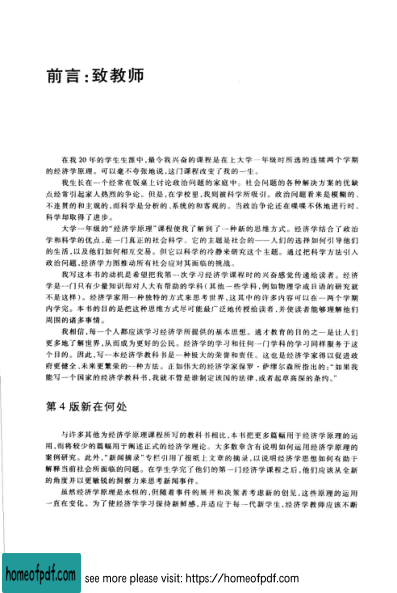 前言：致教师
在我 20 年的学生生涯中，最令我兴奋的课程是在上大学一年级时所选的连续两个学期
的经济学原理。可以毫不夸张地说，这门课程改变了我的一生。
我生长在一个经常在饭桌上讨论政治问题的家庭中。社会问题的各种解决方案的优缺
点经常引起家人热烈的争论。但是，在学校里，我则被科学所吸引。政治问题看来是模糊的、
不连贯的和主观的，而科学是分析的、系统的和客观的。当政治争论还在喋喋不休地进行时，
科学却取得了进步。
大学一年级的“经济学原理”课程使我了解到了一种新的思维方式。经济学结合了政治
学和科学的优点，是一门真正的社会科学。它的主题是社会的——人们的选择如何引导他们
的生活，以及他们如何相互交易。但它以科学的冷静来研究这个主题。通过把科学方法引入
政治问题，经济学力图推动所有社会应对其面临的挑战。
我写这本书的动机是希望把我第一次学习经济学课程时的兴奋感觉传递给读者。经济
学是一门只有少量知识却对人大有帮助的学科（其他一些学科，例如物理学或日语的研究就
不是这样）。经济学家用一种独特的方式来思考世界，这其中的许多内容可以在一两个学期
内学完。本书的目的是把这种思维方式尽可能最广泛地传授给读者，并使读者能够理解他们
周围的诸多事情。
我相信，每一个人都应该学习经济学所提供的基本思想。通才教育的目的之一是让人们
更多地了解世界，从而成为更好的公民。经济学的学习和任何一门学科的学习同样服务于这
个目的。因此，写一本经济学教科书是一种极大的荣誉和责任。这也是经济学家得以促进政
府更健全、未来更繁荣的一种方法。正如伟大的经济学家保罗·萨缪尔森所指出的：“如果我
能写一个国家的经济学教科书，我就不管是谁制定该国的法律，或者起草高深的条约。”
第 4 版新在何处
与许多其他为经济学原理课程所写的教科书相比，本书把更多篇幅用于经济学原理的运
用，而将较少的篇幅用于阐述正式的经济学理论。大多数章含有说明如何运用经济学原理的
案例研究。此外，“新闻摘录”专栏引用了报纸上文章的摘录，以说明经济学思想如何有助于
解释当前社会所面临的问题。在学生学完了他们的第一门经济学课程之后，他们应该从全新
的角度并以更敏锐的洞察力来思考新闻事件。
虽然经济学原理是永恒的，但随着事件的展开和决策者考虑新的创见，这些原理的运用
一直在变化。为了使经济学学习保持新鲜感，并适应于每一代新学生，经济学教师应该不断
homeofpdf.com
see more please visit: https://homeofpdf.com